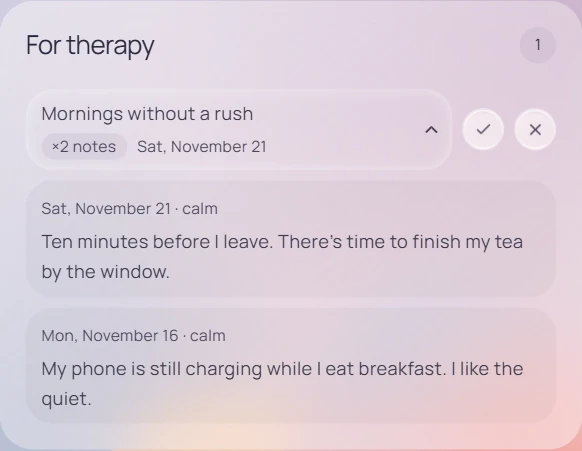 For therapy
1
Mornings without a rush
×2 notes Sat, November 21
Sat, November 21 · calm
Ten minutes before I leave. There's time to finish my tea
by the window.
Mon, November 16 · calm
My phone is still charging while I eat breakfast. I like the
quiet.